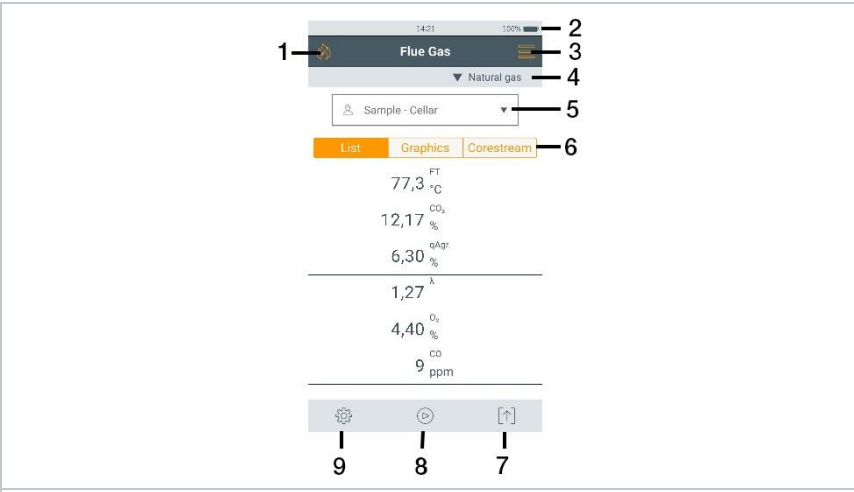 14:21 100% 2
1 Flue Gas 3
Natural gas 4
Sample - Cellar 5
List Graphics Corestream 6
77,3 FT °C
12,17 CO₂ %
6,30 qAgr. %
1,27 λ
4,40 O₂ %
9 CO ppm
9 8 7